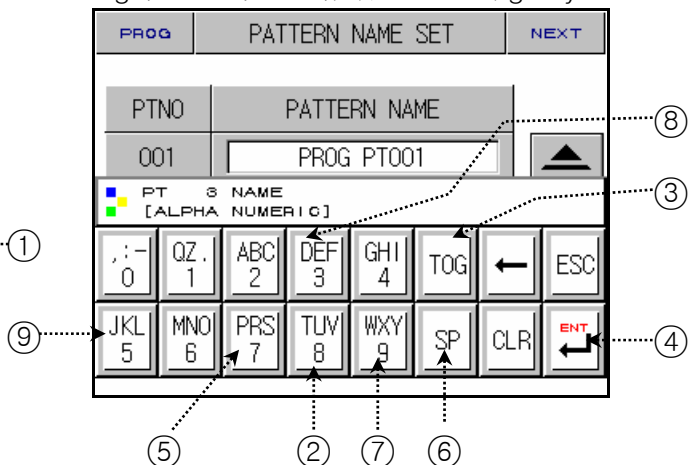 PROG PATTERN NAME SET NEXT
PTNO PATTERN NAME
⑧
001 PROG PT001
PT 3 NAME
③
[ALPHA NUMERIC]
①
,:- QZ. ABC DEF GHI TOG ← ESC
0 1 2 3 4
JKL MNO PRS TUV WXY SP CLR ENT
5 6 7 8 9
⑨ ④
⑤ ② ⑦ ⑥